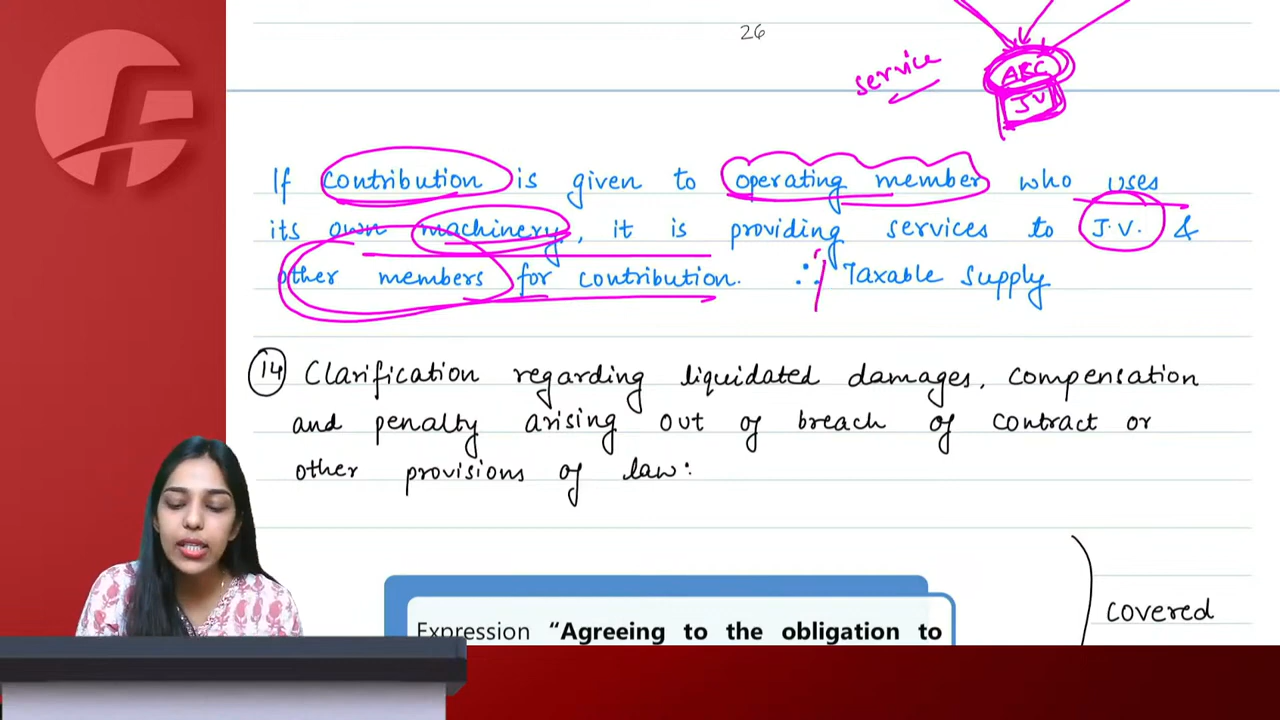 26
service
ABC
JV
If contribution is given to operating member who uses
its own machinery, it is providing services to J.V. &
other members for contribution. ∴ Taxable Supply
14 Clarification regarding liquidated damages, compensation
and penalty arising out of breach of contract or
other provisions of law:
Expression “Agreeing to the obligation to
covered